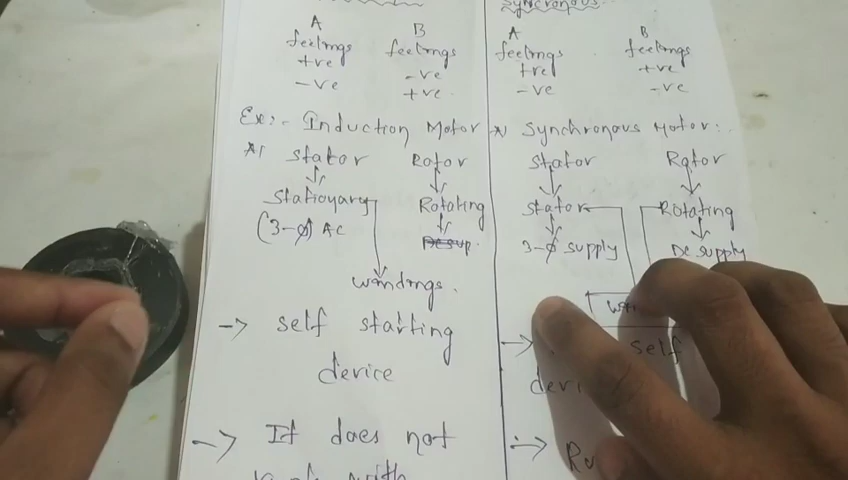 Synchronous.
A
feelings
+ve
-ve
B
feelings
-ve
+ve.
Ex:- Induction Motor
stator
Rotor
Stationary
(3-ϕ) AC
Rotating
windings.
-> self starting
device
-> It does not
with
A
feelings
+ve
-ve
B
feelings
+ve
-ve
Synchronous Motor:.
Stator
Rotor
Stator
3-ϕ supply
Rotating
DC supply
-> self
->